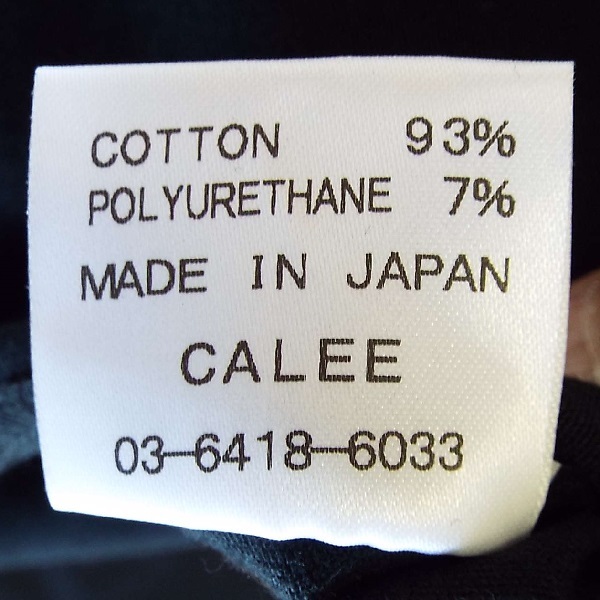 COTTON 93%
POLYURETHANE 7%
MADE IN JAPAN
CALEE
03-6418-6033